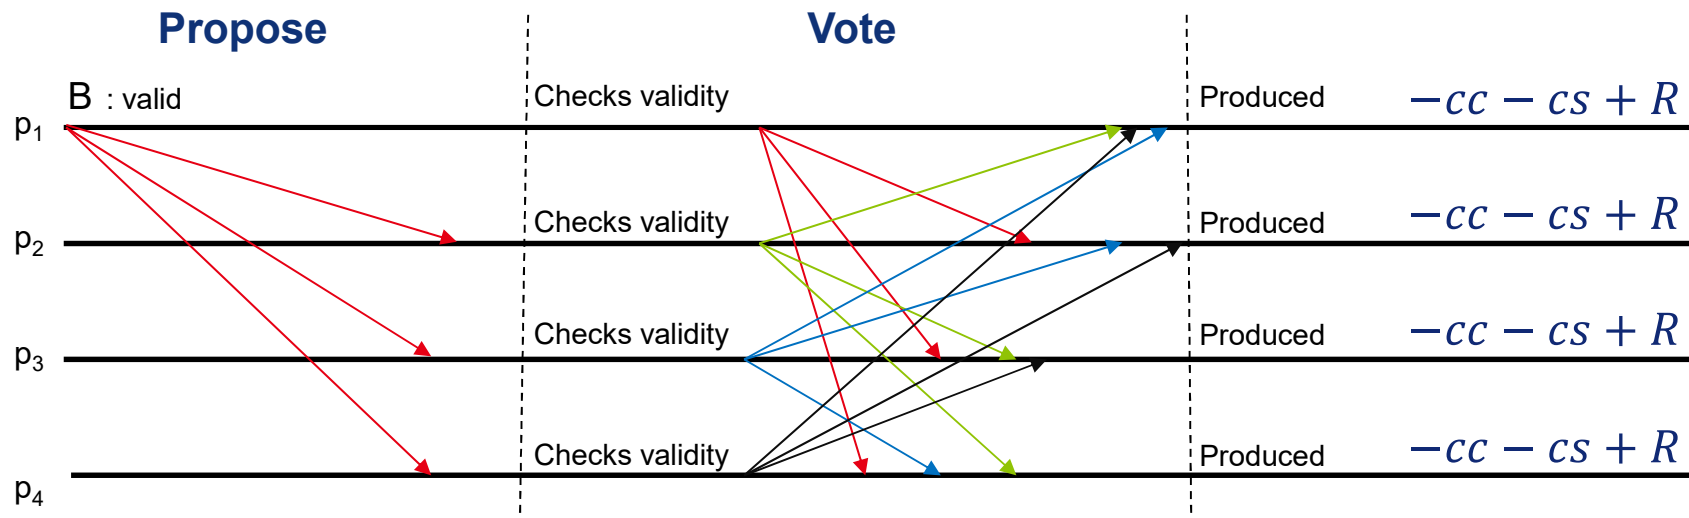 Propose Vote
B : valid Checks validity Produced −cc − cs + R
p1
Checks validity Produced −cc − cs + R
p2
Checks validity Produced −cc − cs + R
p3
Checks validity Produced −cc − cs + R
p4